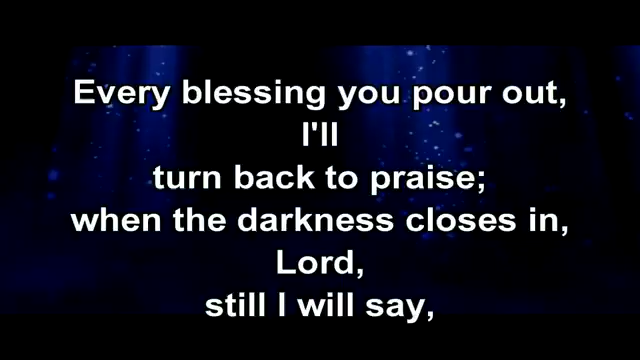 Every blessing you pour out,
I'll
turn back to praise;
when the darkness closes in,
Lord,
still I will say,